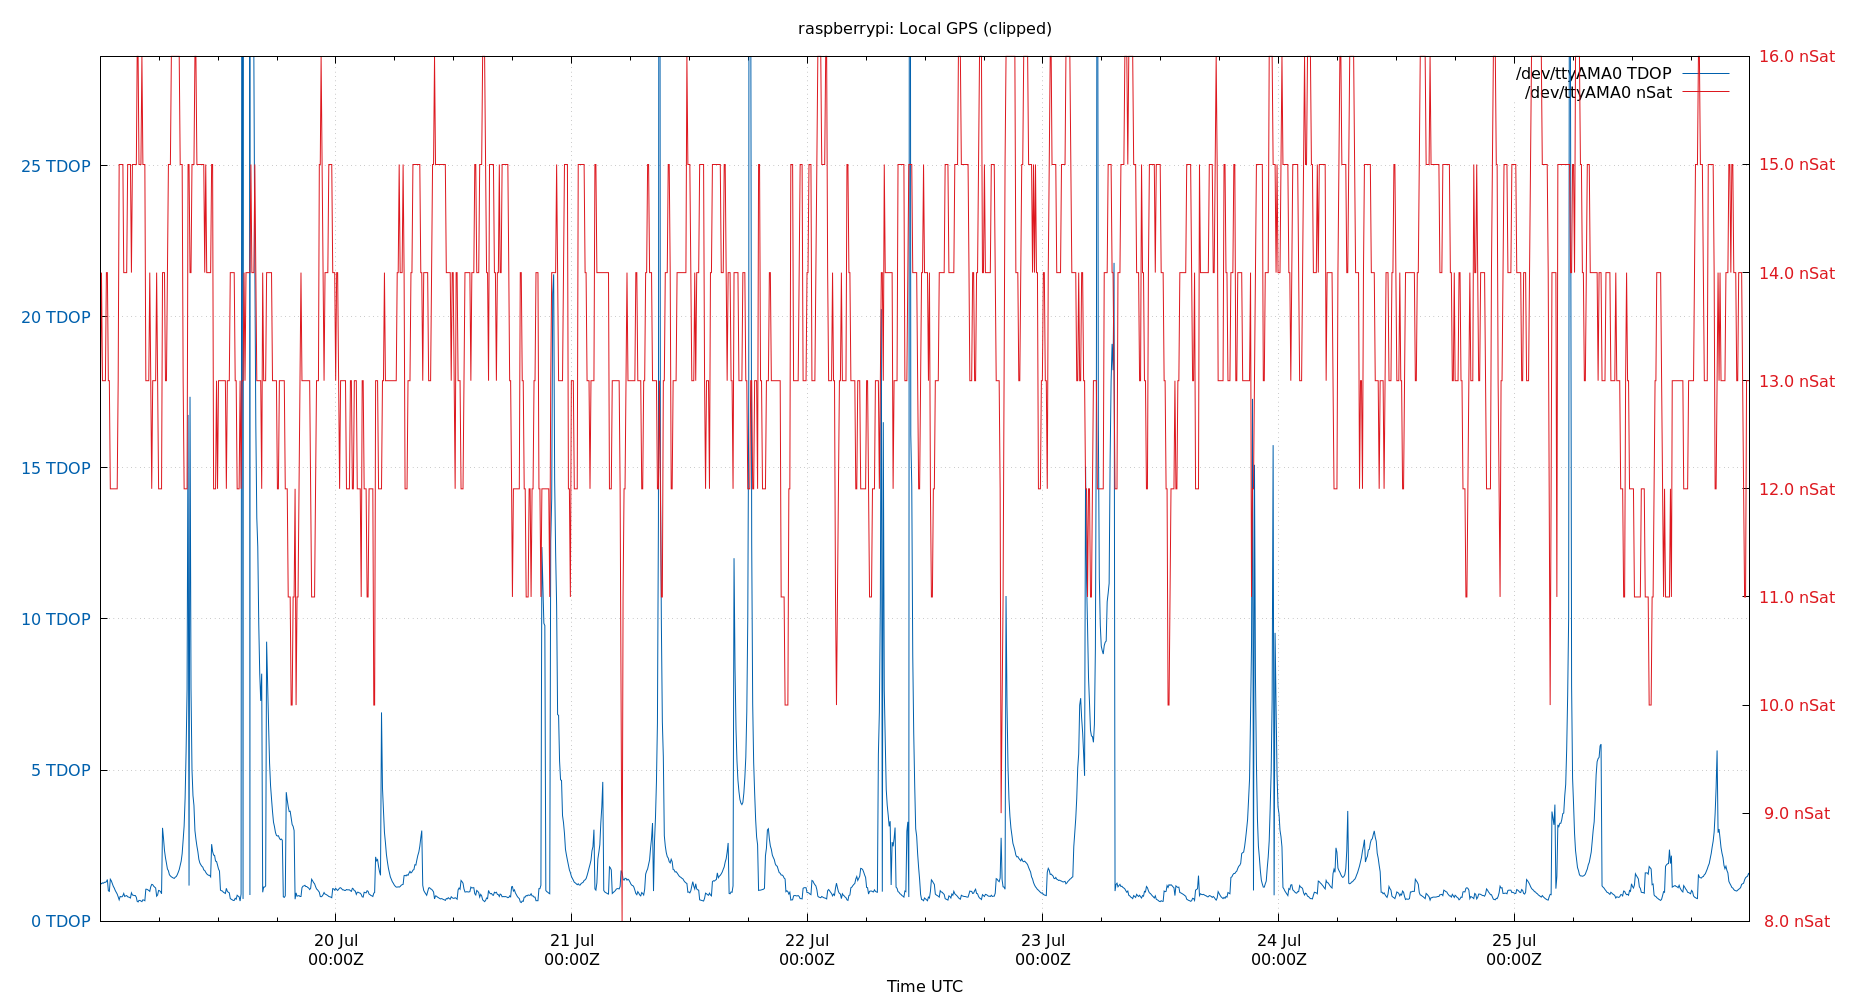 raspberrypi: Local GPS (clipped)
/dev/ttyAMA0 TDOP
/dev/ttyAMA0 nSat
25 TDOP
20 TDOP
15 TDOP
10 TDOP
5 TDOP
0 TDOP
16.0 nSat
15.0 nSat
14.0 nSat
13.0 nSat
12.0 nSat
11.0 nSat
10.0 nSat
9.0 nSat
8.0 nSat
20 Jul
00:00Z
21 Jul
00:00Z
22 Jul
00:00Z
23 Jul
00:00Z
24 Jul
00:00Z
25 Jul
00:00Z
Time UTC